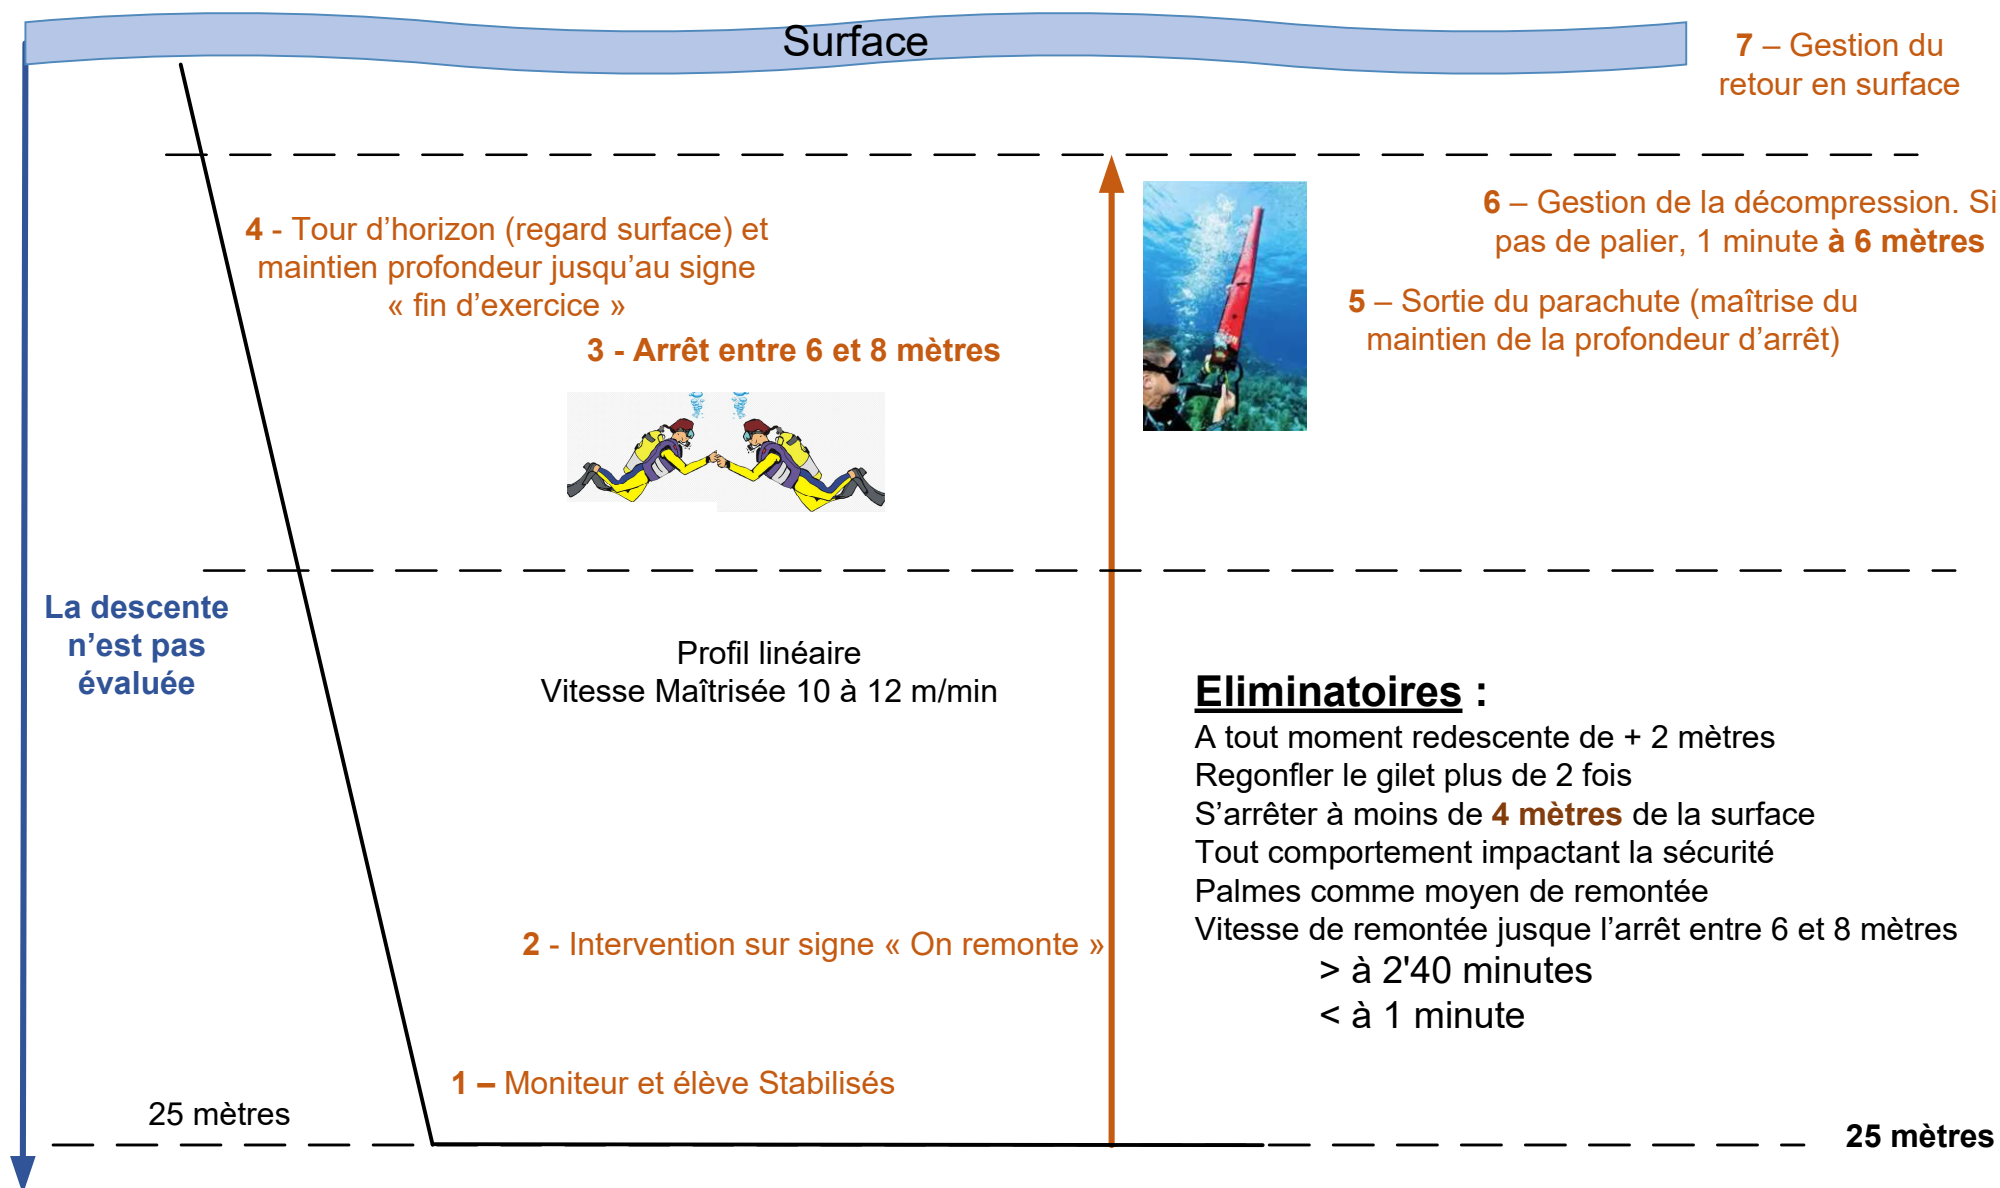 Surface
7 – Gestion du
retour en surface
4 - Tour d’horizon (regard surface) et
maintien profondeur jusqu’au signe
« fin d’exercice »
6 – Gestion de la décompression. Si
pas de palier, 1 minute à 6 mètres
5 – Sortie du parachute (maîtrise du
maintien de la profondeur d’arrêt)
3 - Arrêt entre 6 et 8 mètres
La descente
n’est pas
évaluée
Profil linéaire
Vitesse Maîtrisée 10 à 12 m/min
Eliminatoires :
A tout moment redescente de + 2 mètres
Regonfler le gilet plus de 2 fois
S’arrêter à moins de 4 mètres de la surface
Tout comportement impactant la sécurité
Palmes comme moyen de remontée
Vitesse de remontée jusque l’arrêt entre 6 et 8 mètres
> à 2'40 minutes
< à 1 minute
2 - Intervention sur signe « On remonte »
1 – Moniteur et élève Stabilisés
25 mètres
25 mètres